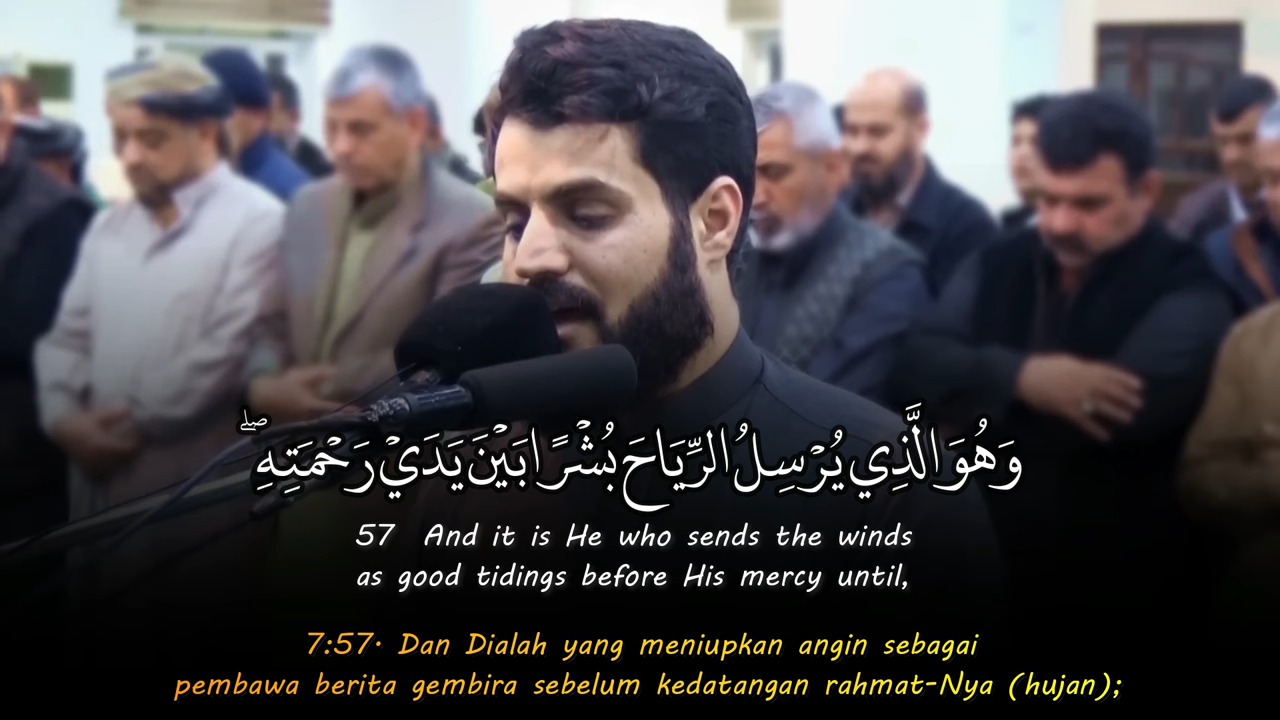 وَهُوَ الَّذِي يُرْسِلُ الرِّيَاحَ بُشْرًا بَيْنَ يَدَيْ رَحْمَتِهِ ۖ
57 And it is He who sends the winds
as good tidings before His mercy until,
7:57· Dan Dialah yang meniupkan angin sebagai
pembawa berita gembira sebelum kedatangan rahmat-Nya (hujan);